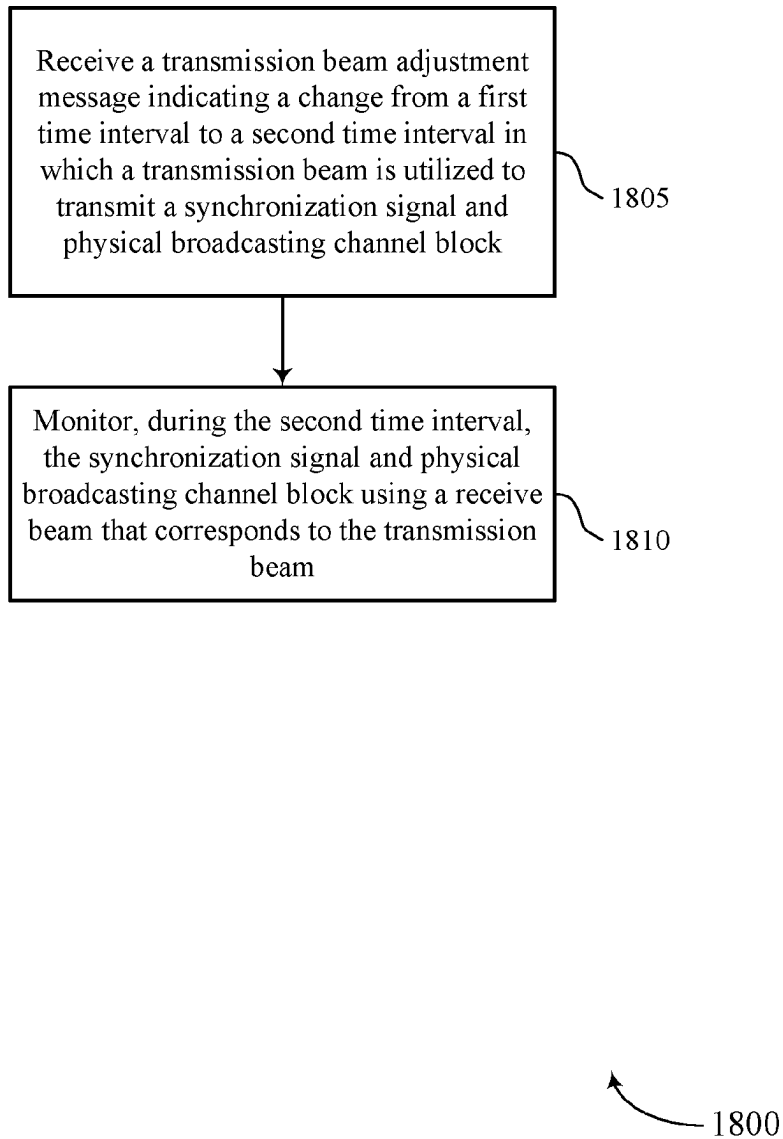 Receive a transmission beam adjustment
message indicating a change from a first
time interval to a second time interval in
which a transmission beam is utilized to
transmit a synchronization signal and
physical broadcasting channel block
1805
Monitor, during the second time interval,
the synchronization signal and physical
broadcasting channel block using a receive
beam that corresponds to the transmission
beam
1810
1800